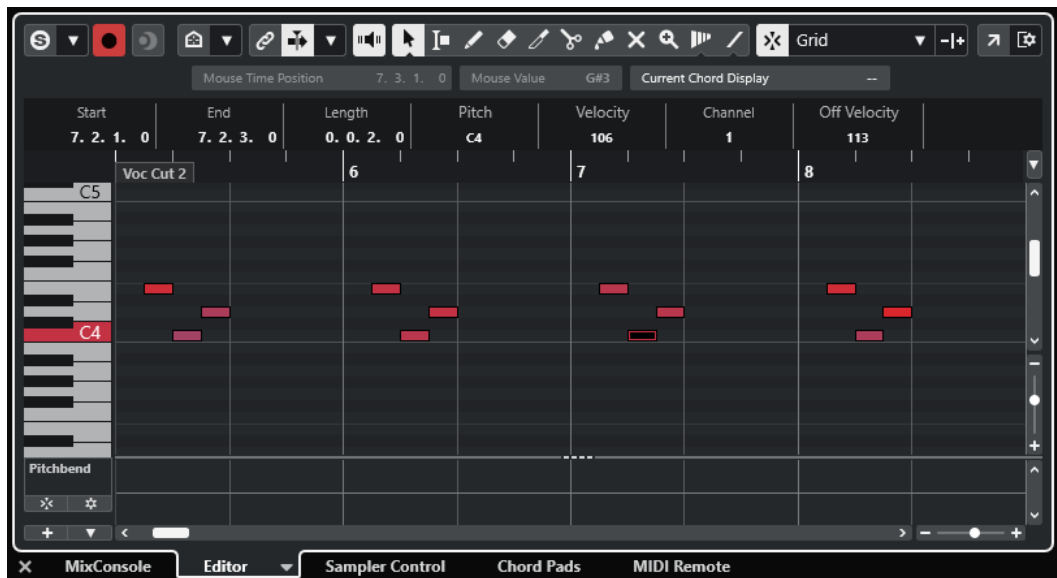 S
Grid
Mouse Time Position 7. 3. 1. 0 Mouse Value G#3 Current Chord Display --
Start End Length Pitch Velocity Channel Off Velocity
7. 2. 1. 0 7. 2. 3. 0 0. 0. 2. 0 C4 106 1 113
Voc Cut 2 6 7 8
C5
C4
Pitchbend
MixConsole Editor Sampler Control Chord Pads MIDI Remote